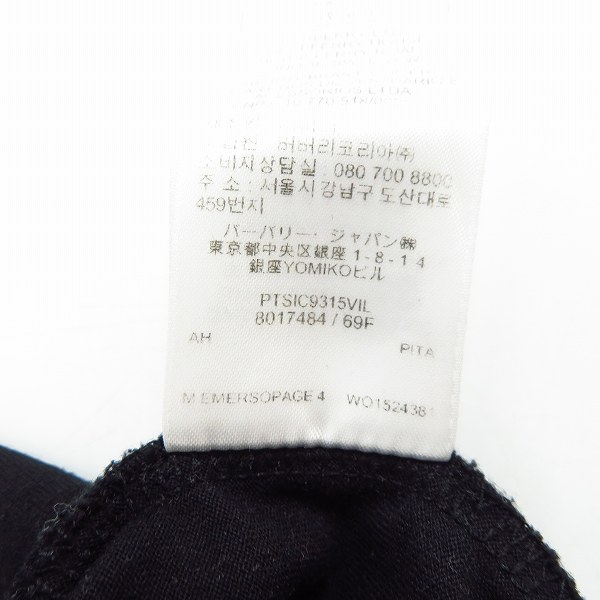 버버리코리아(주)
소비자상담실 : 080 700 8800
주 소 : 서울시 강남구 도산대로
459번지
バーバリー・ジャパン㈱
東京都中央区銀座 1-8-14
銀座YOMIKOビル
PTSIC9315VIL
8017484 / 69F
AH PITA
M EMERSOPAGE 4 WO1524381